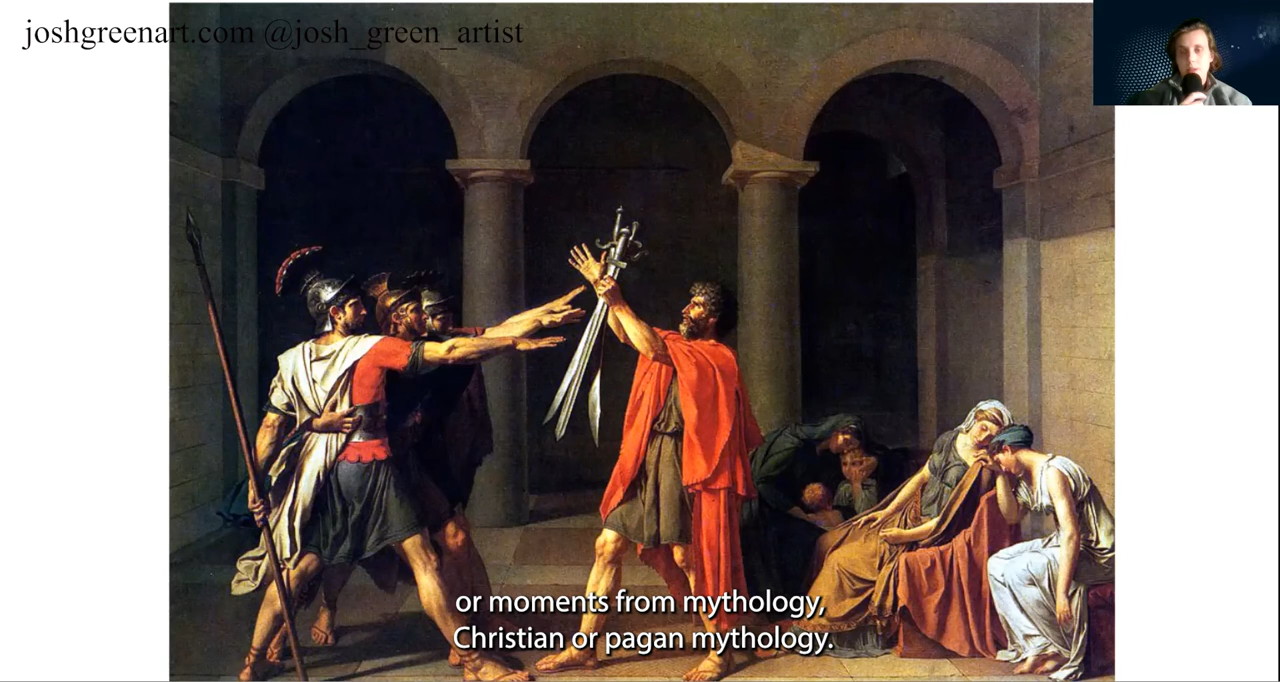 joshgreenart.com @josh_green_artist
or moments from mythology,
Christian or pagan mythology.